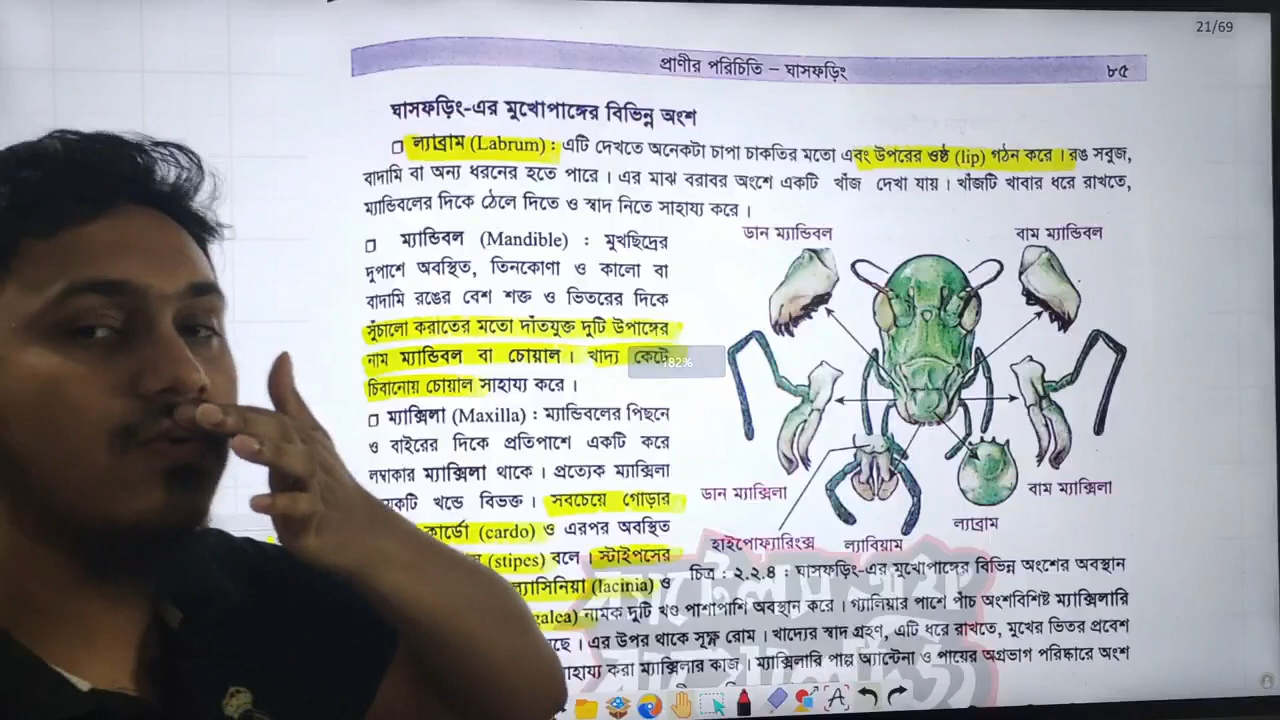 21/69
প্রাণীর পরিচিতি – ঘাসফড়িং
৮৫
ঘাসফড়িং-এর মুখোপাঙ্গের বিভিন্ন অংশ
ল্যাব্রাম (Labrum) : এটি দেখতে অনেকটা চাপা চাকতির মতো এবং উপরের ওষ্ঠ (lip) গঠন করে। রঙ সবুজ,
বাদামি বা অন্য ধরনের হতে পারে। এর মাঝ বরাবর অংশে একটি খাঁজ দেখা যায়। খাঁজটি খাবার ধরে রাখতে,
ম্যান্ডিবলের দিকে ঠেলে দিতে ও স্বাদ নিতে সাহায্য করে।
ম্যান্ডিবল (Mandible) : মুখছিদ্রের
দুপাশে অবস্থিত, তিনকোণা ও কালো বা
বাদামি রঙের বেশ শক্ত ও ভিতরের দিকে
সুঁচালো করাতের মতো দাঁতযুক্ত দুটি উপাঙ্গের
নাম ম্যান্ডিবল বা চোয়াল। খাদ্য কেটে
চিবানোয় চোয়াল সাহায্য করে।
ম্যাক্সিলা (Maxilla) : ম্যান্ডিবলের পিছনে
ও বাইরের দিকে প্রতিপাশে একটি করে
লম্বাকার ম্যাক্সিলা থাকে। প্রত্যেক ম্যাক্সিলা
খন্ডে বিভক্ত। সবচেয়ে গোড়ার
কার্ডো (cardo) ও এরপর অবস্থিত
(stipes) বলে। স্টাইপসের
ল্যাসিনিয়া (lacinia) ও
galea) নামক দুটি খণ্ড পাশাপাশি অবস্থান করে। গ্যালিয়ার পাশে পাঁচ অংশবিশিষ্ট ম্যাক্সিলারি
এর উপর থাকে সূক্ষ্ম রোম। খাদ্যের স্বাদ গ্রহণ, এটি ধরে রাখতে, মুখের ভিতর প্রবেশ
করা ম্যাক্সিলার কাজ। ম্যাক্সিলারি পাল্প অ্যান্টেনা ও পায়ের অগ্রভাগ পরিষ্কারে অংশ
182%
ডান ম্যান্ডিবল
বাম ম্যান্ডিবল
ডান ম্যাক্সিলা
বাম ম্যাক্সিলা
ল্যাব্রাম
হাইপোফ্যারিংক্স
ল্যাবিয়াম
চিত্র : ২.২.৪ : ঘাসফড়িং-এর মুখোপাঙ্গের বিভিন্ন অংশের অবস্থান